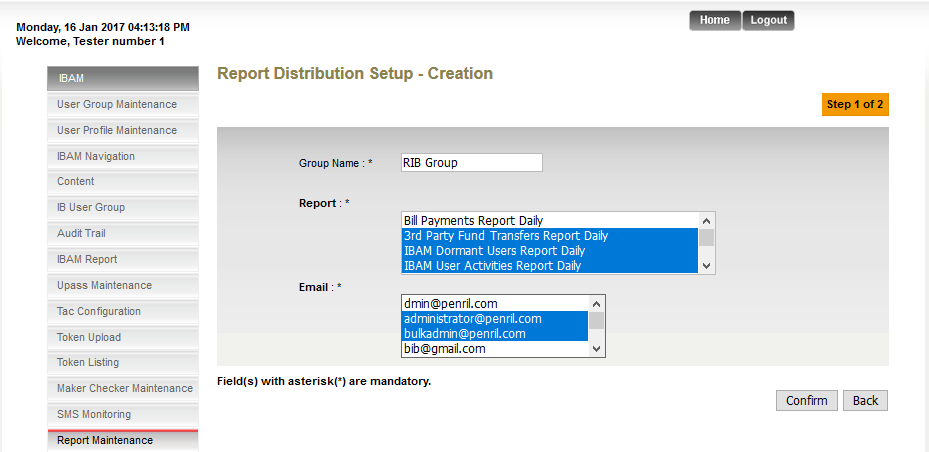 Monday, 16 Jan 2017 04:13:18 PM
Welcome, Tester number 1
Home
Logout
IBAM
User Group Maintenance
User Profile Maintenance
IBAM Navigation
Content
IB User Group
Audit Trail
IBAM Report
Upass Maintenance
Tac Configuration
Token Upload
Token Listing
Maker Checker Maintenance
SMS Monitoring
Report Maintenance
Report Distribution Setup - Creation
Step 1 of 2
Group Name : * RIB Group
Report : *
Bill Payments Report Daily
3rd Party Fund Transfers Report Daily
IBAM Dormant Users Report Daily
IBAM User Activities Report Daily
Email : *
dmin@penril.com
administrator@penril.com
bulkadmin@penril.com
bib@gmail.com
Field(s) with asterisk(*) are mandatory.
Confirm
Back